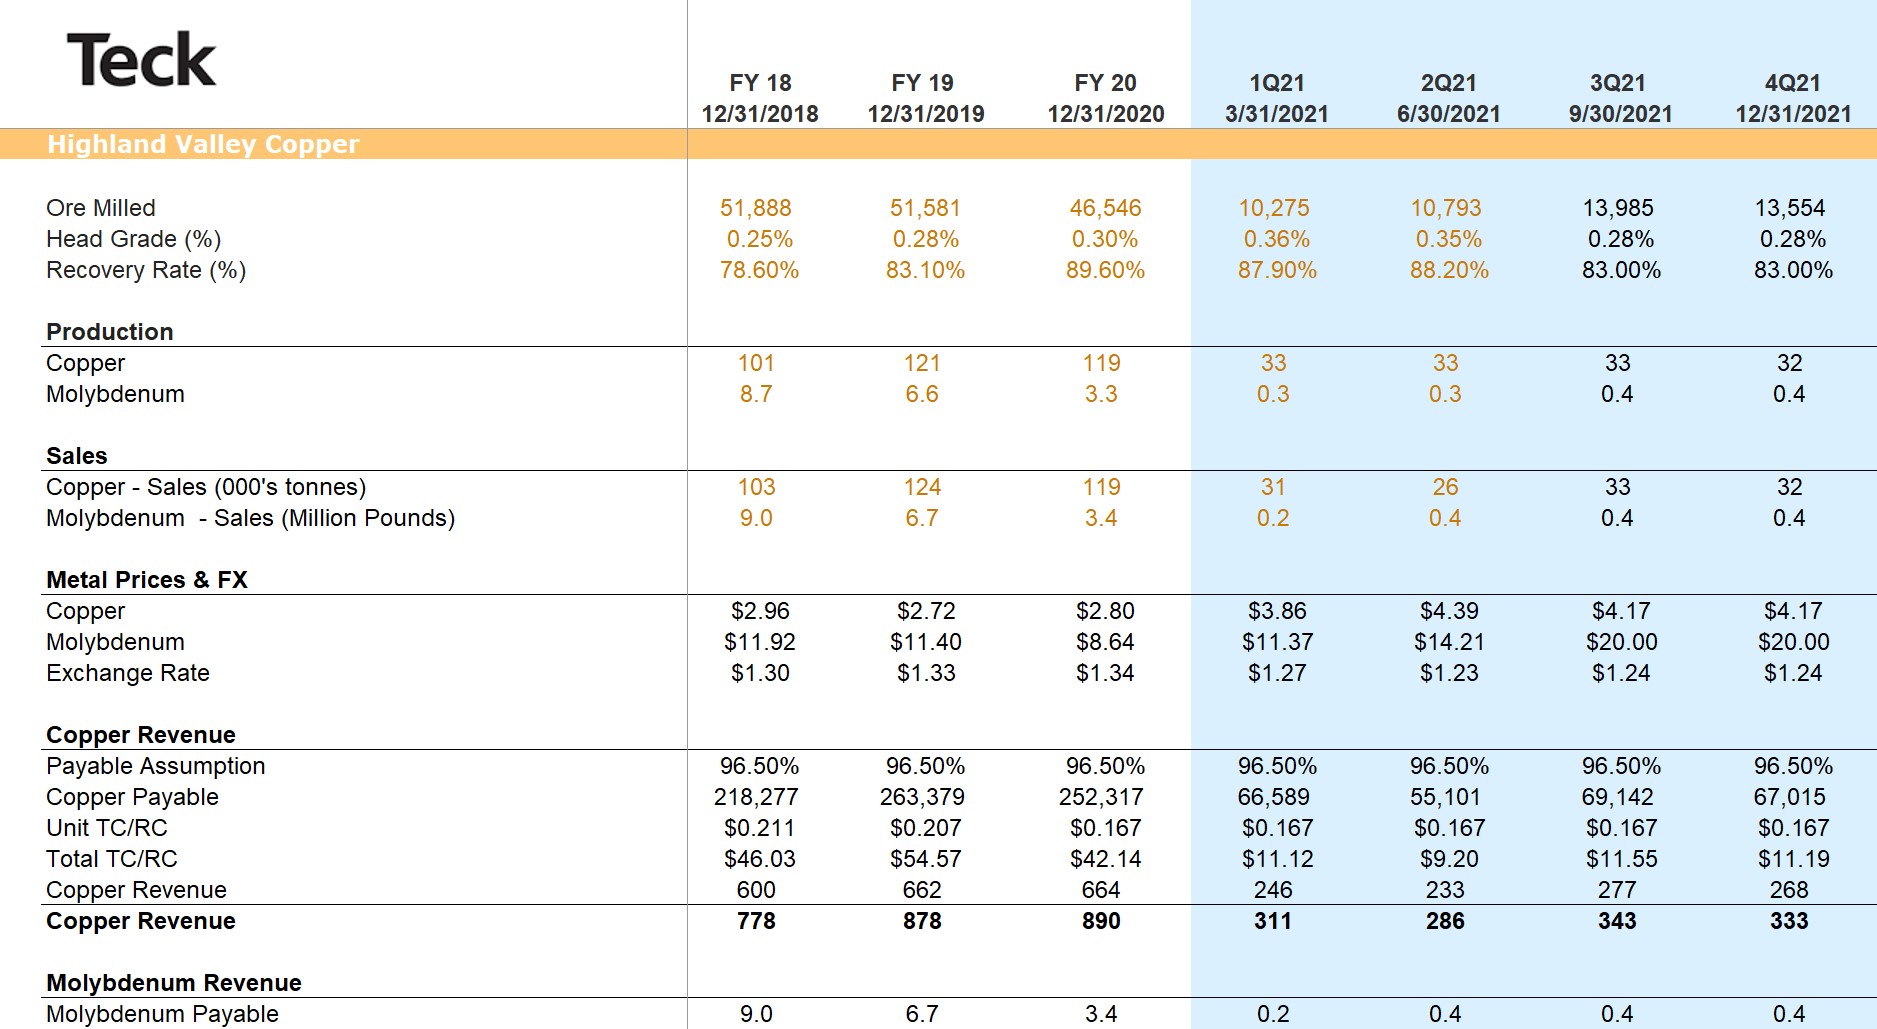 Teck
FY 18 FY 19 FY 20 1Q21 2Q21 3Q21 4Q21
12/31/2018 12/31/2019 12/31/2020 3/31/2021 6/30/2021 9/30/2021 12/31/2021
Highland Valley Copper
Ore Milled 51,888 51,581 46,546 10,275 10,793 13,985 13,554
Head Grade (%) 0.25% 0.28% 0.30% 0.36% 0.35% 0.28% 0.28%
Recovery Rate (%) 78.60% 83.10% 89.60% 87.90% 88.20% 83.00% 83.00%
Production
Copper 101 121 119 33 33 33 32
Molybdenum 8.7 6.6 3.3 0.3 0.3 0.4 0.4
Sales
Copper - Sales (000's tonnes) 103 124 119 31 26 33 32
Molybdenum  - Sales (Million Pounds) 9.0 6.7 3.4 0.2 0.4 0.4 0.4
Metal Prices & FX
Copper $2.96 $2.72 $2.80 $3.86 $4.39 $4.17 $4.17
Molybdenum $11.92 $11.40 $8.64 $11.37 $14.21 $20.00 $20.00
Exchange Rate $1.30 $1.33 $1.34 $1.27 $1.23 $1.24 $1.24
Copper Revenue
Payable Assumption 96.50% 96.50% 96.50% 96.50% 96.50% 96.50% 96.50%
Copper Payable 218,277 263,379 252,317 66,589 55,101 69,142 67,015
Unit TC/RC $0.211 $0.207 $0.167 $0.167 $0.167 $0.167 $0.167
Total TC/RC $46.03 $54.57 $42.14 $11.12 $9.20 $11.55 $11.19
Copper Revenue 600 662 664 246 233 277 268
Copper Revenue 778 878 890 311 286 343 333
Molybdenum Revenue
Molybdenum Payable 9.0 6.7 3.4 0.2 0.4 0.4 0.4